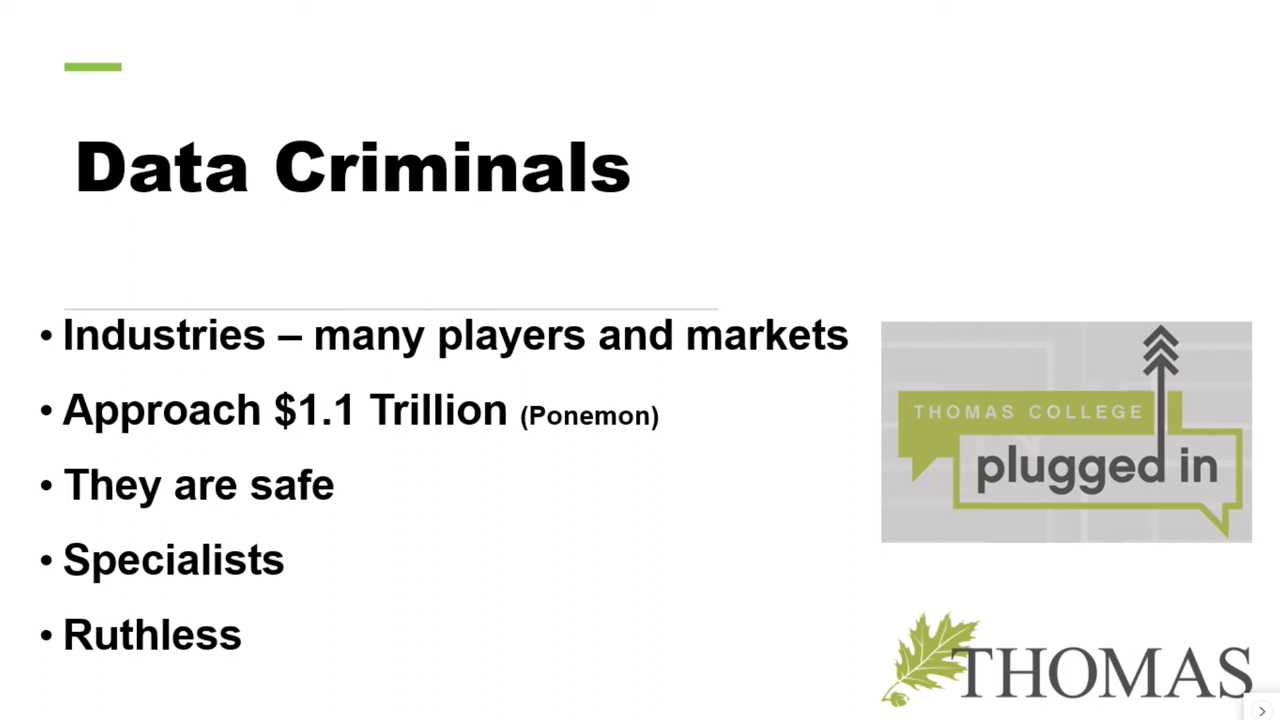 Data Criminals
• Industries – many players and markets
• Approach $1.1 Trillion (Ponemon)
• They are safe
• Specialists
• Ruthless
THOMAS COLLEGE
plugged in
THOMAS